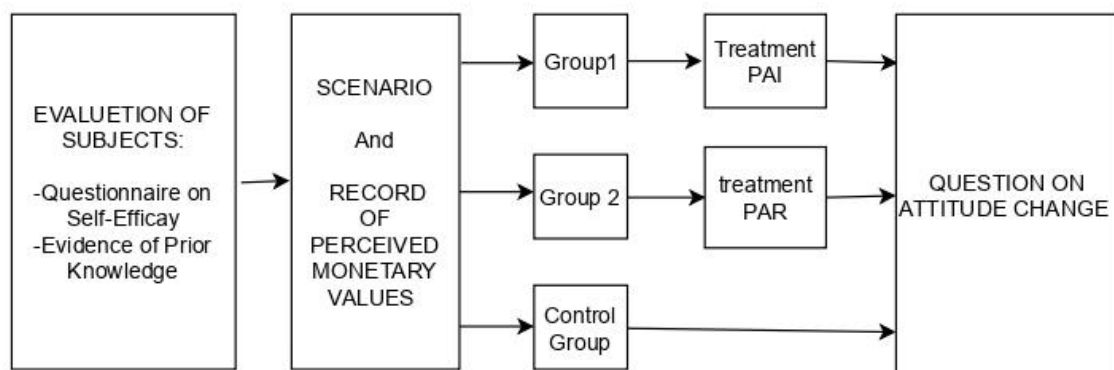 EVALUETION OF
SUBJECTS:
-Questionnaire on
Self-Efficay
-Evidence of Prior
Knowledge
SCENARIO
And
RECORD
OF
PERCEIVED
MONETARY
VALUES
Group1
Treatment
PAI
Group 2
treatment
PAR
Control
Group
QUESTION ON
ATTITUDE CHANGE